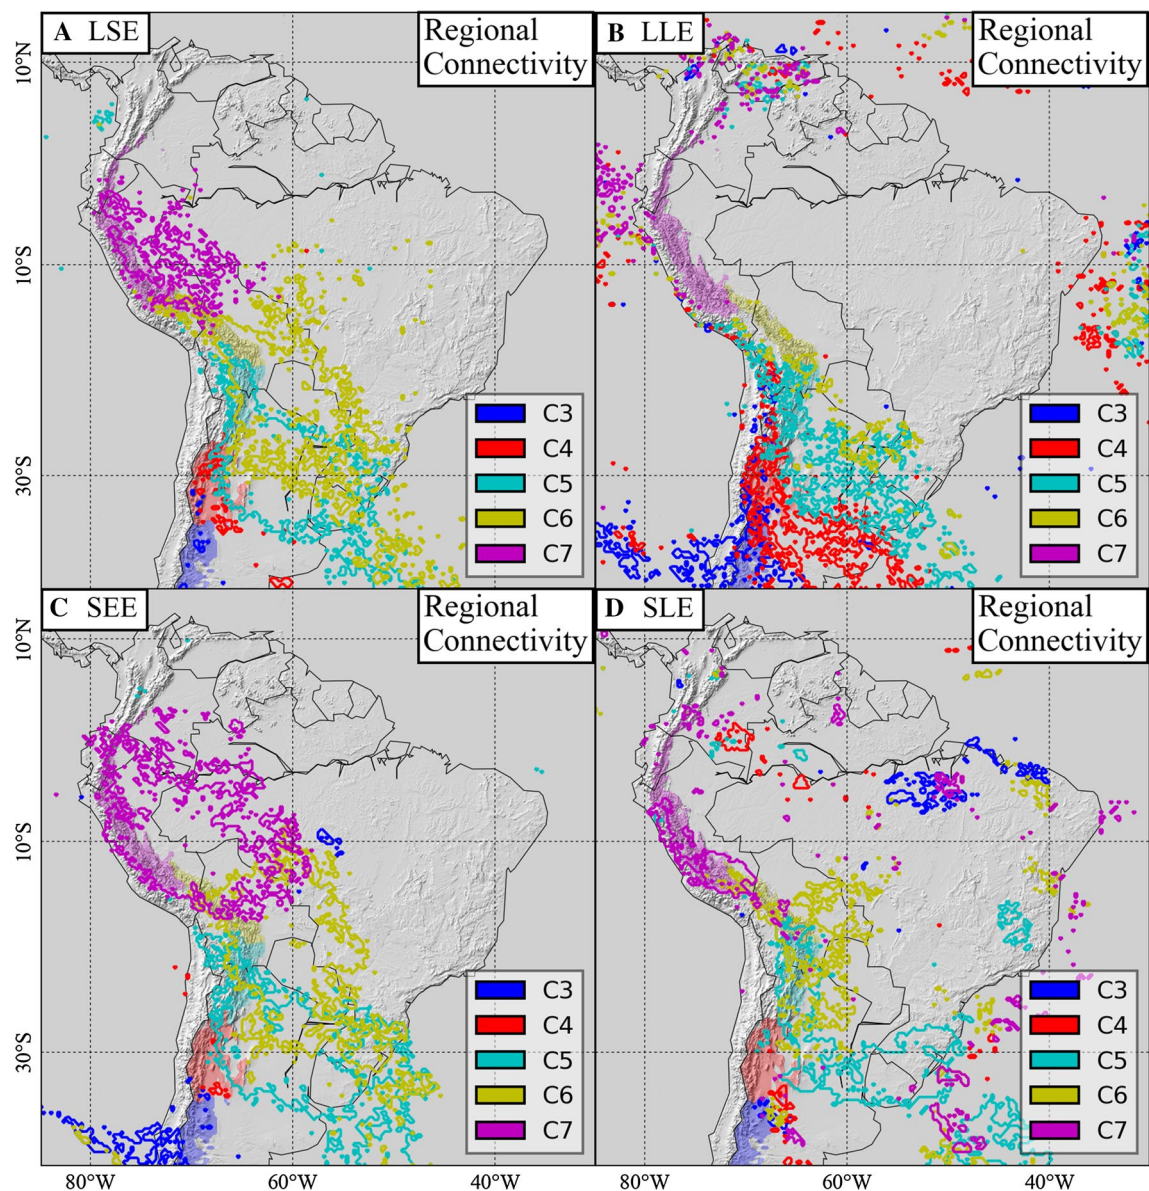 A LSE
Regional
Connectivity
B LLE
Regional
Connectivity
10°N
10°S
30°S
C3
C4
C5
C6
C7
C3
C4
C5
C6
C7
C SEE
Regional
Connectivity
D SLE
Regional
Connectivity
10°N
10°S
30°S
C3
C4
C5
C6
C7
C3
C4
C5
C6
C7
80°W
60°W
40°W
80°W
60°W
40°W